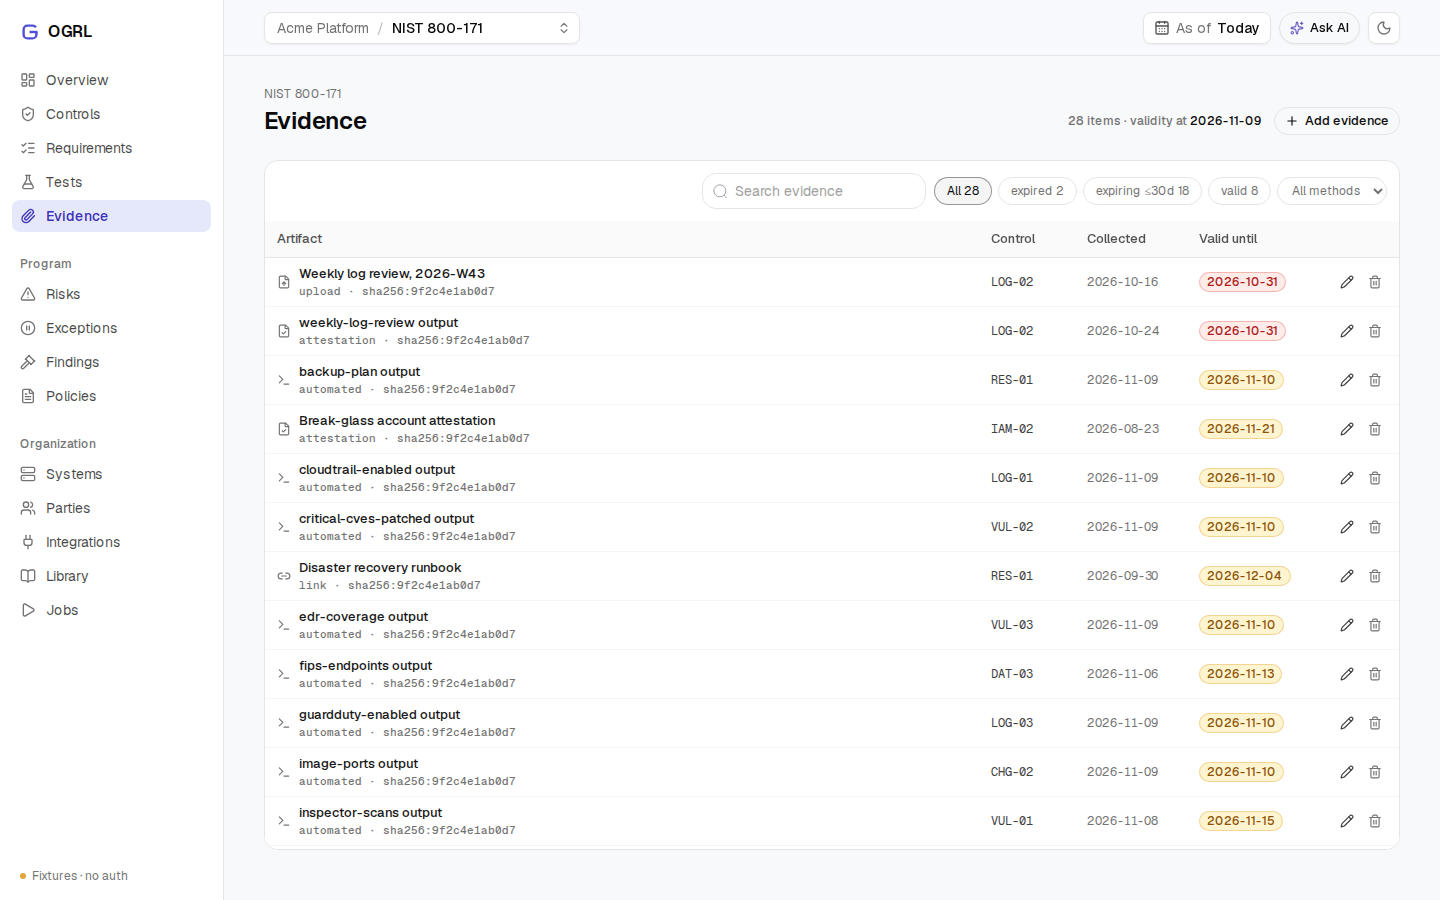 OGRL
Acme Platform / NIST 800-171
As of Today
Ask AI
Overview
Controls
Requirements
Tests
Evidence
Program
Risks
Exceptions
Findings
Policies
Organization
Systems
Parties
Integrations
Library
Jobs
Fixtures · no auth
NIST 800-171
Evidence
28 items · validity at 2026-11-09
Add evidence
Search evidence
All 28
expired 2
expiring ≤30d 18
valid 8
All methods
Artifact Control Collected Valid until
Weekly log review, 2026-W43
upload · sha256:9f2c4e1ab0d7
LOG-02 2026-10-16 2026-10-31
weekly-log-review output
attestation · sha256:9f2c4e1ab0d7
LOG-02 2026-10-24 2026-10-31
backup-plan output
automated · sha256:9f2c4e1ab0d7
RES-01 2026-11-09 2026-11-10
Break-glass account attestation
attestation · sha256:9f2c4e1ab0d7
IAM-02 2026-08-23 2026-11-21
cloudtrail-enabled output
automated · sha256:9f2c4e1ab0d7
LOG-01 2026-11-09 2026-11-10
critical-cves-patched output
automated · sha256:9f2c4e1ab0d7
VUL-02 2026-11-09 2026-11-10
Disaster recovery runbook
link · sha256:9f2c4e1ab0d7
RES-01 2026-09-30 2026-12-04
edr-coverage output
automated · sha256:9f2c4e1ab0d7
VUL-03 2026-11-09 2026-11-10
fips-endpoints output
automated · sha256:9f2c4e1ab0d7
DAT-03 2026-11-06 2026-11-13
guardduty-enabled output
automated · sha256:9f2c4e1ab0d7
LOG-03 2026-11-09 2026-11-10
image-ports output
automated · sha256:9f2c4e1ab0d7
CHG-02 2026-11-09 2026-11-10
inspector-scans output
automated · sha256:9f2c4e1ab0d7
VUL-01 2026-11-08 2026-11-15